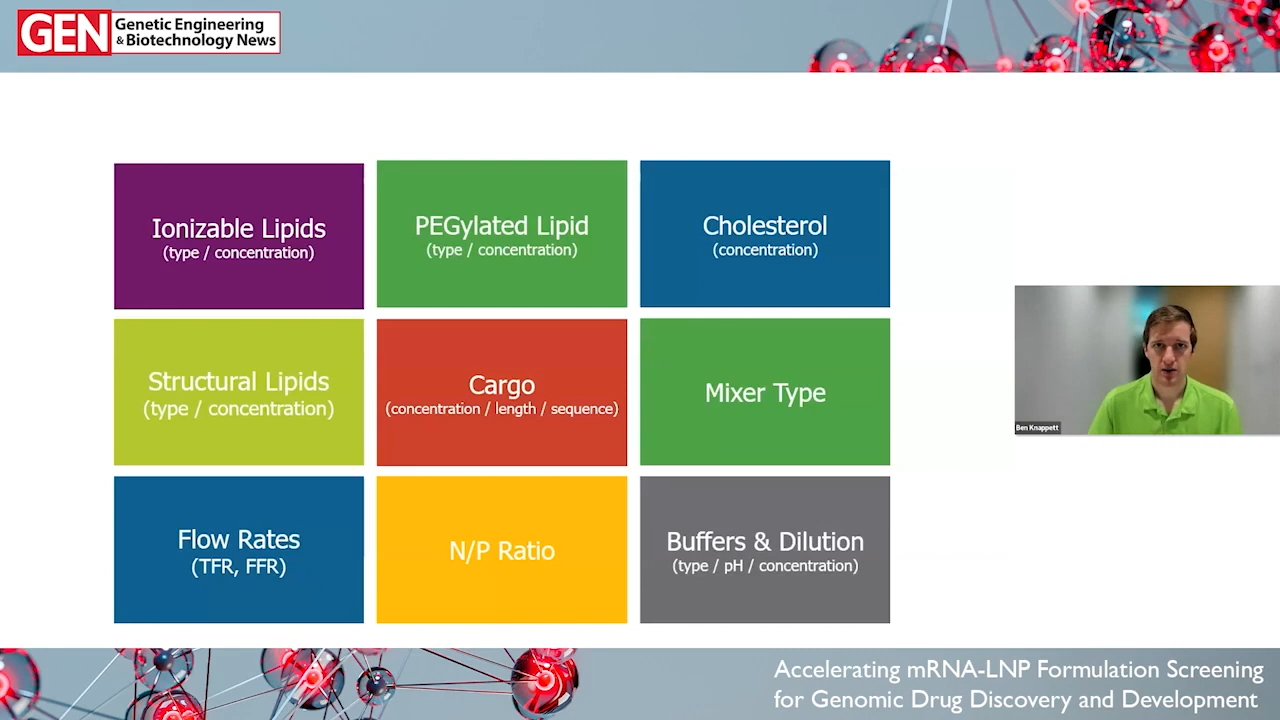 GEN
Genetic Engineering
& Biotechnology News
Ionizable Lipids
(type / concentration)
PEGylated Lipid
(type / concentration)
Cholesterol
(concentration)
Structural Lipids
(type / concentration)
Cargo
(concentration / length / sequence)
Mixer Type
Ben Knappett
Flow Rates
(TFR, FFR)
N/P Ratio
Buffers & Dilution
(type / pH / concentration)
Accelerating mRNA-LNP Formulation Screening
for Genomic Drug Discovery and Development